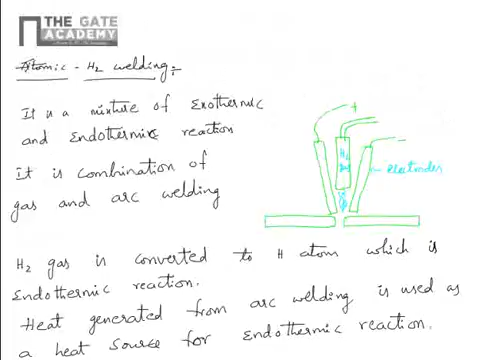 THE GATE
ACADEMY
Atomic - H2 welding :-
It is a mixture of Exothermic
and Endothermic reaction
It is combination of
gas and arc welding
+
-
H2
gas
Electrodes
H2 gas is converted to H atom which is
Endothermic reaction.
Heat generated from arc welding is used as
a heat source for Endothermic reaction.